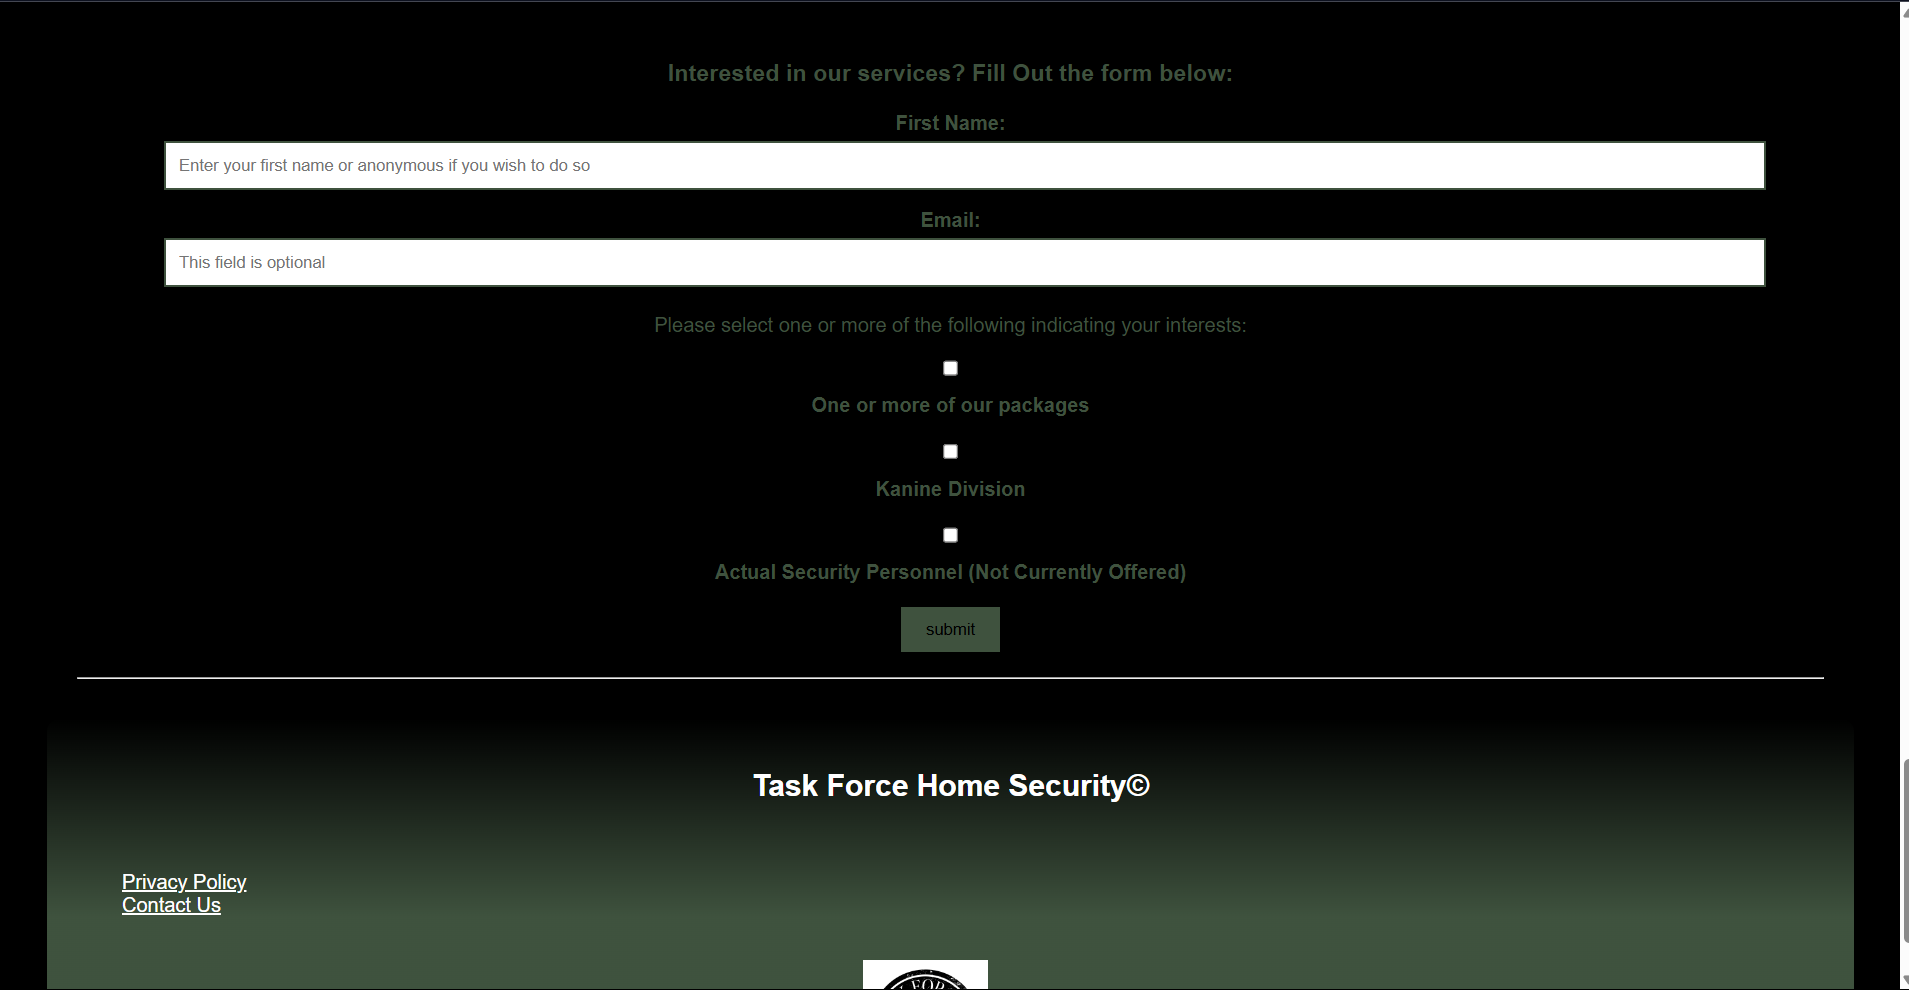 Interested in our services? Fill Out the form below:
First Name:
Enter your first name or anonymous if you wish to do so
Email:
This field is optional
Please select one or more of the following indicating your interests:
One or more of our packages
Kanine Division
Actual Security Personnel (Not Currently Offered)
submit
Task Force Home Security©
Privacy Policy
Contact Us